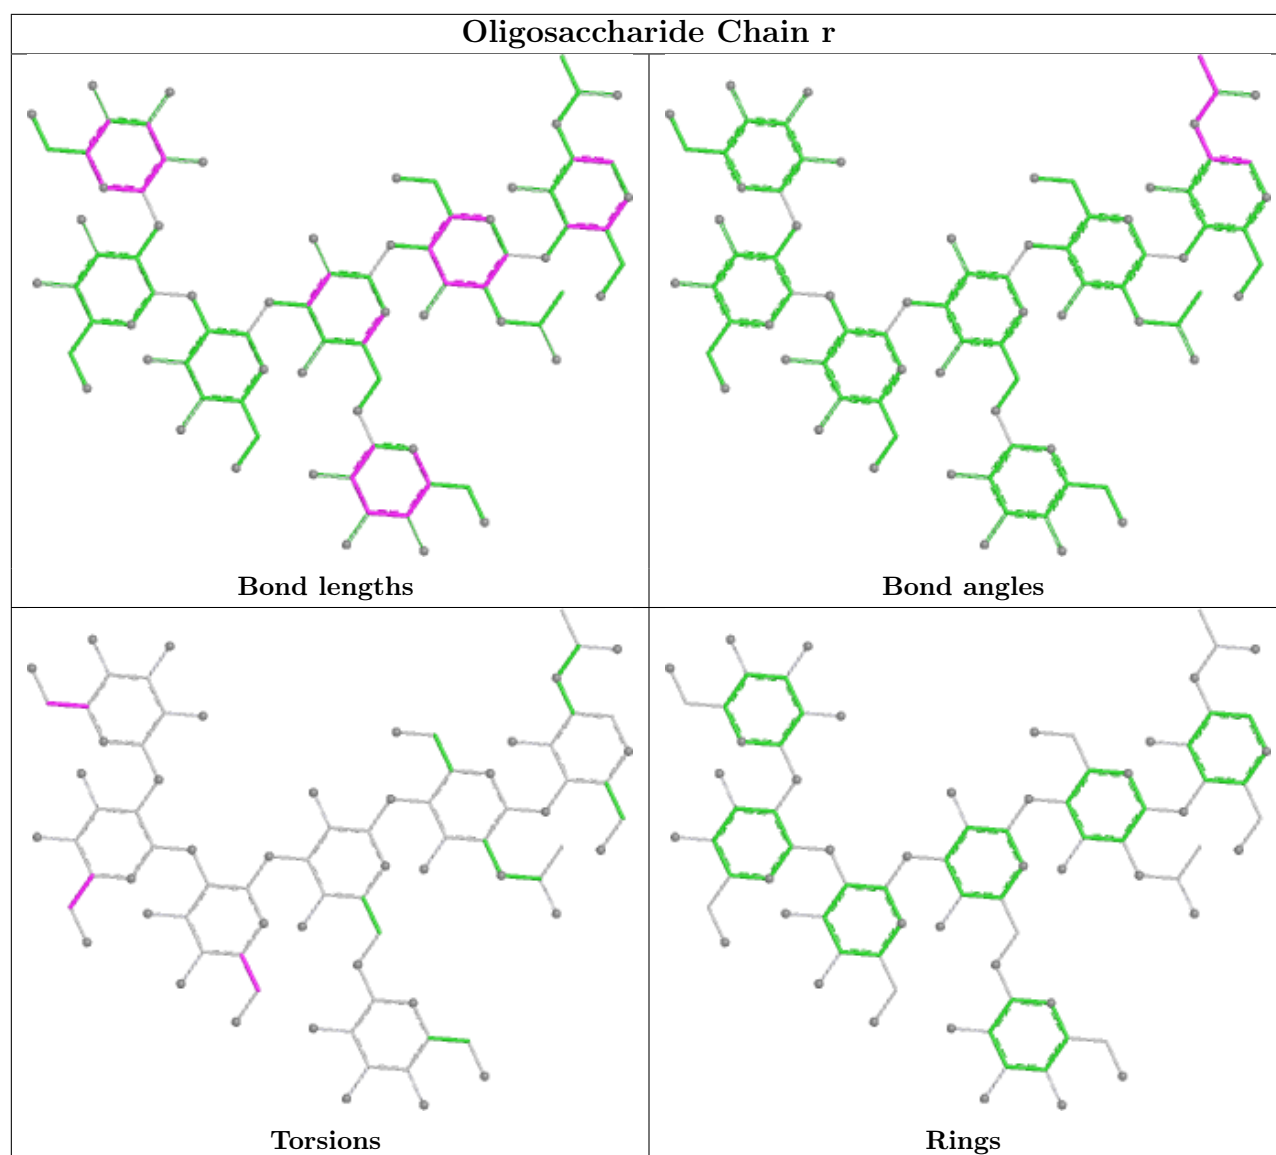 Oligosaccharide Chain r
Bond lengths
Bond angles
Torsions
Rings